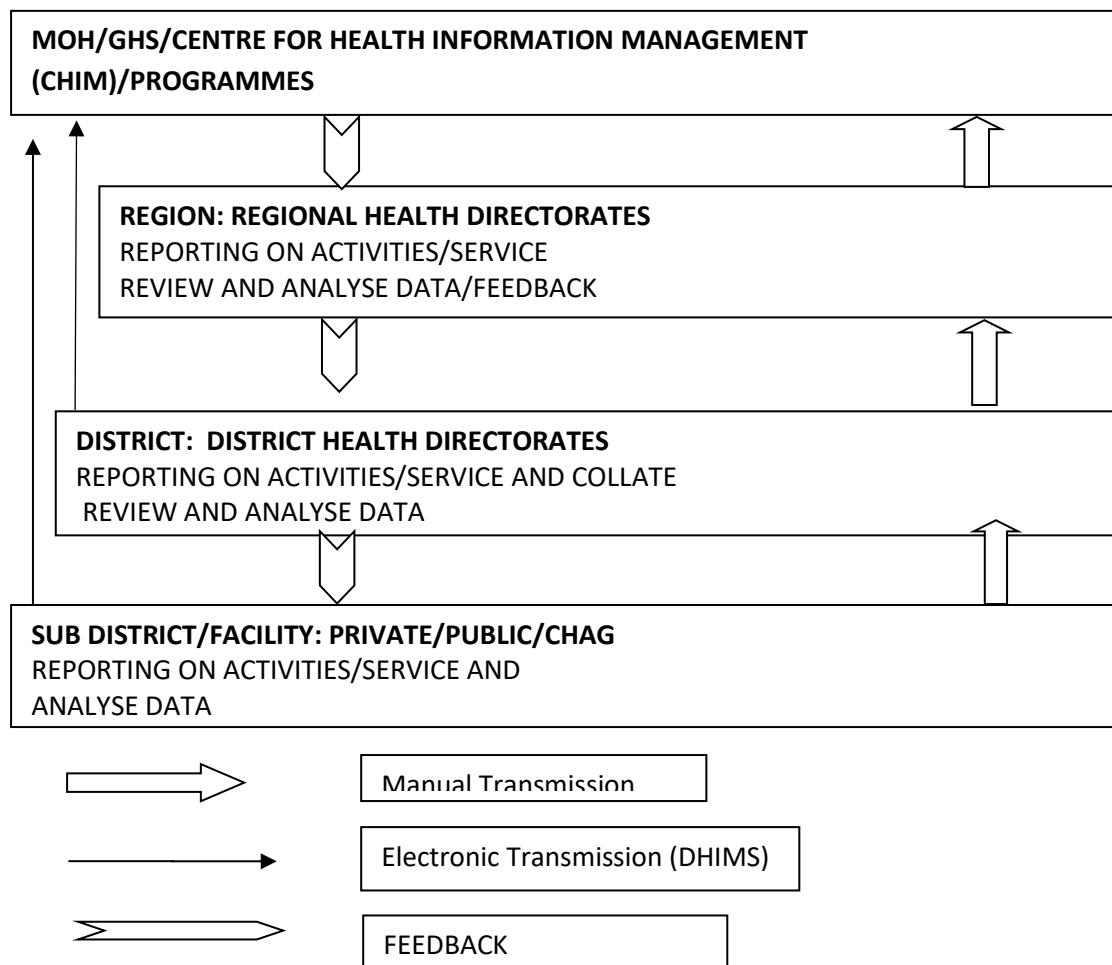 MOH/GHS/CENTRE FOR HEALTH INFORMATION MANAGEMENT
(CHIM)/PROGRAMMES
REGION: REGIONAL HEALTH DIRECTORATES
REPORTING ON ACTIVITIES/SERVICE
REVIEW AND ANALYSE DATA/FEEDBACK
DISTRICT: DISTRICT HEALTH DIRECTORATES
REPORTING ON ACTIVITIES/SERVICE AND COLLATE
REVIEW AND ANALYSE DATA
SUB DISTRICT/FACILITY: PRIVATE/PUBLIC/CHAG
REPORTING ON ACTIVITIES/SERVICE AND
ANALYSE DATA
Manual Transmission
Electronic Transmission (DHIMS)
FEEDBACK